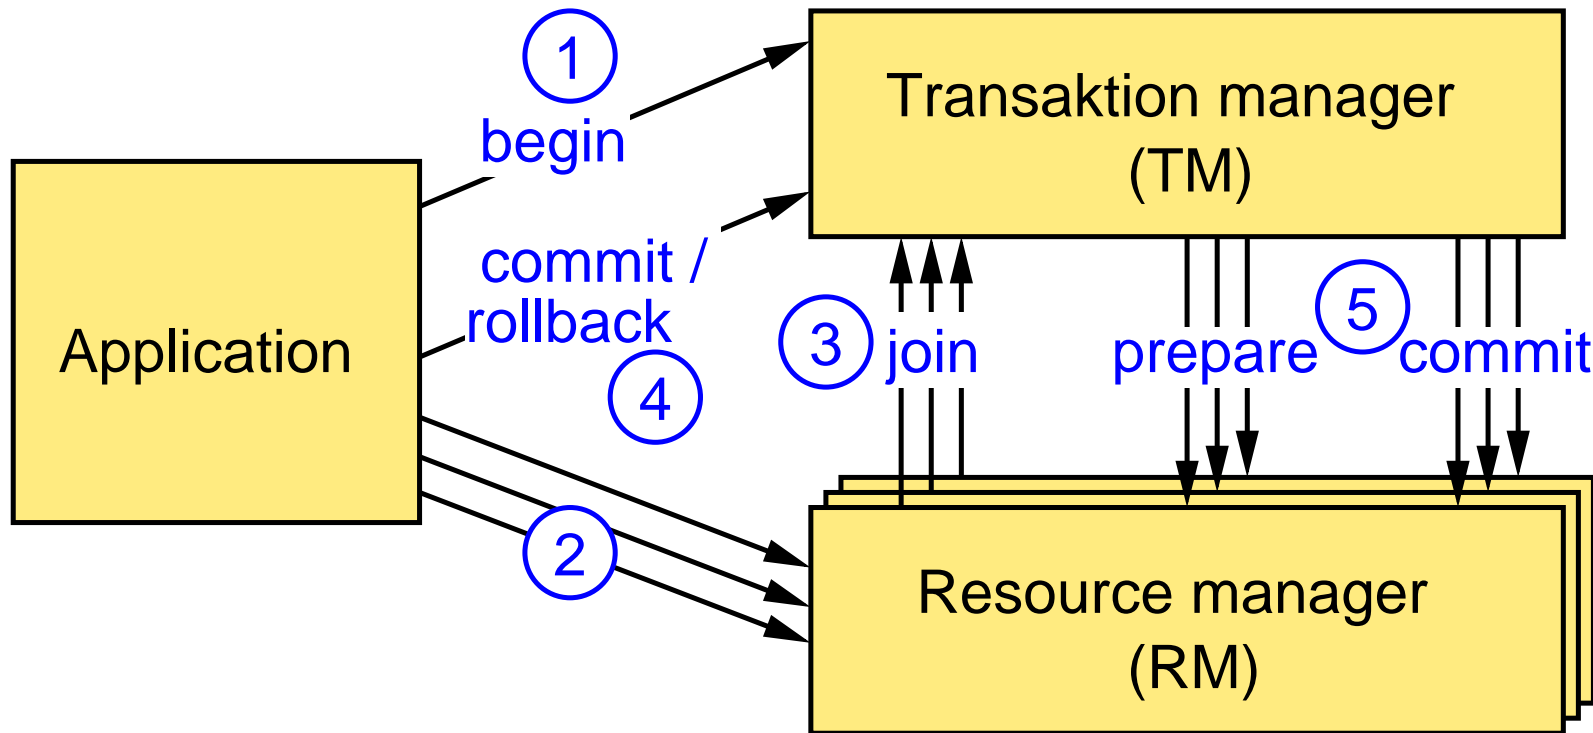 1
begin
Transaktion manager
(TM)
commit /
rollback
4
Application
3
join
prepare
5
commit
2
Resource manager
(RM)